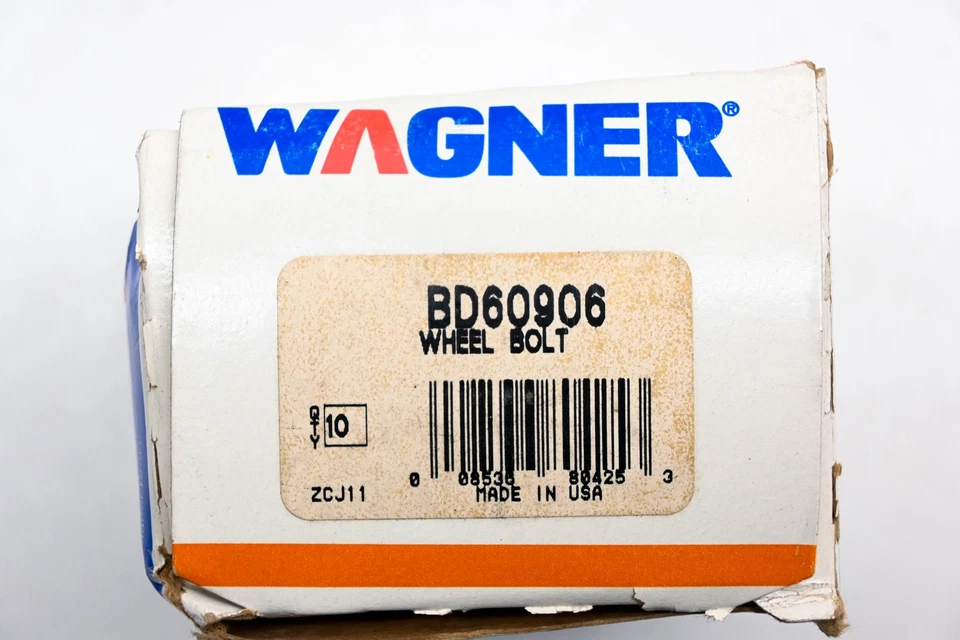 WAGNER®
BD60906
WHEEL BOLT
QTY 10
0 08536 80425 3
ZCJ11
MADE IN USA